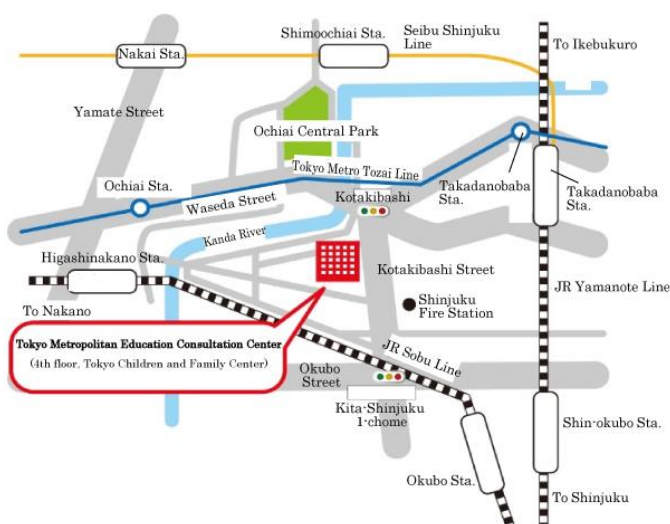 Shimoochiai Sta.
Seibu Shinjuku
Line
To Ikebukuro
Nakai Sta.
Yamate Street
Ochiai Central Park
Tokyo Metro Tozai Line
Takadanobaba
Sta.
Takadanobaba
Sta.
Ochiai Sta.
Waseda Street
Kotakibashi
Kanda River
Higashinakano Sta.
Kotakibashi Street
JR Yamanote Line
To Nakano
Shinjuku
Fire Station
Tokyo Metropolitan Education Consultation Center
(4th floor, Tokyo Children and Family Center)
JR Sobu Line
Okubo
Street
Kita-Shinjuku
1-chome
Shin-okubo Sta.
Okubo Sta.
To Shinjuku